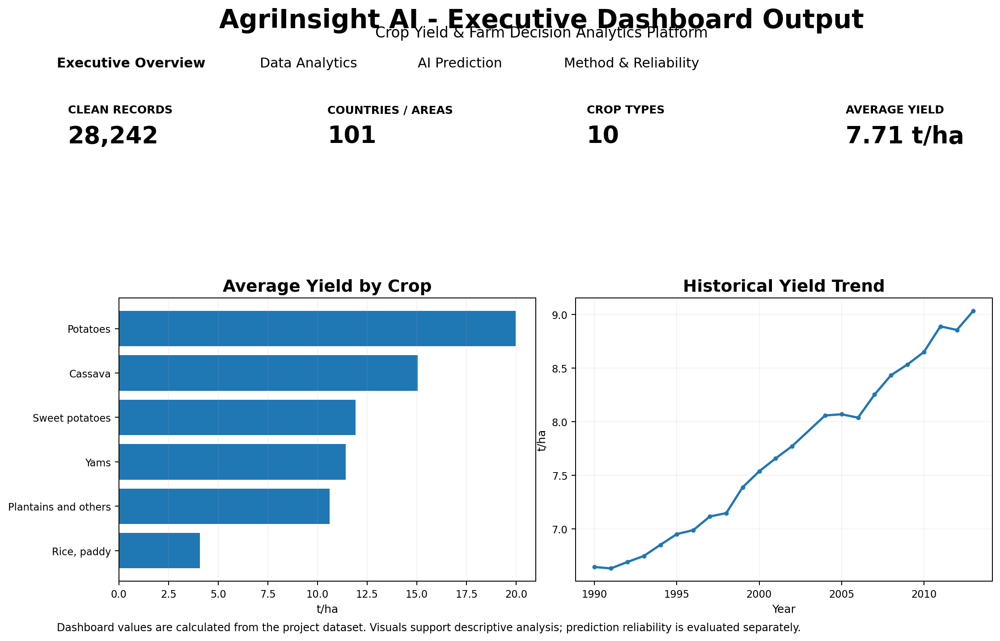 AgriInsight AI - Executive Dashboard Output
Crop Yield & Farm Decision Analytics Platform
Executive Overview Data Analytics AI Prediction Method & Reliability
CLEAN RECORDS COUNTRIES / AREAS CROP TYPES AVERAGE YIELD
28,242 101 10 7.71 t/ha
Average Yield by Crop
Potatoes
Cassava
Sweet potatoes
Yams
Plantains and others
Rice, paddy
0.0 2.5 5.0 7.5 10.0 12.5 15.0 17.5 20.0
t/ha
Historical Yield Trend
9.0
8.5
8.0
7.5
7.0
t/ha
1990 1995 2000 2005 2010
Year
Dashboard values are calculated from the project dataset. Visuals support descriptive analysis; prediction reliability is evaluated separately.